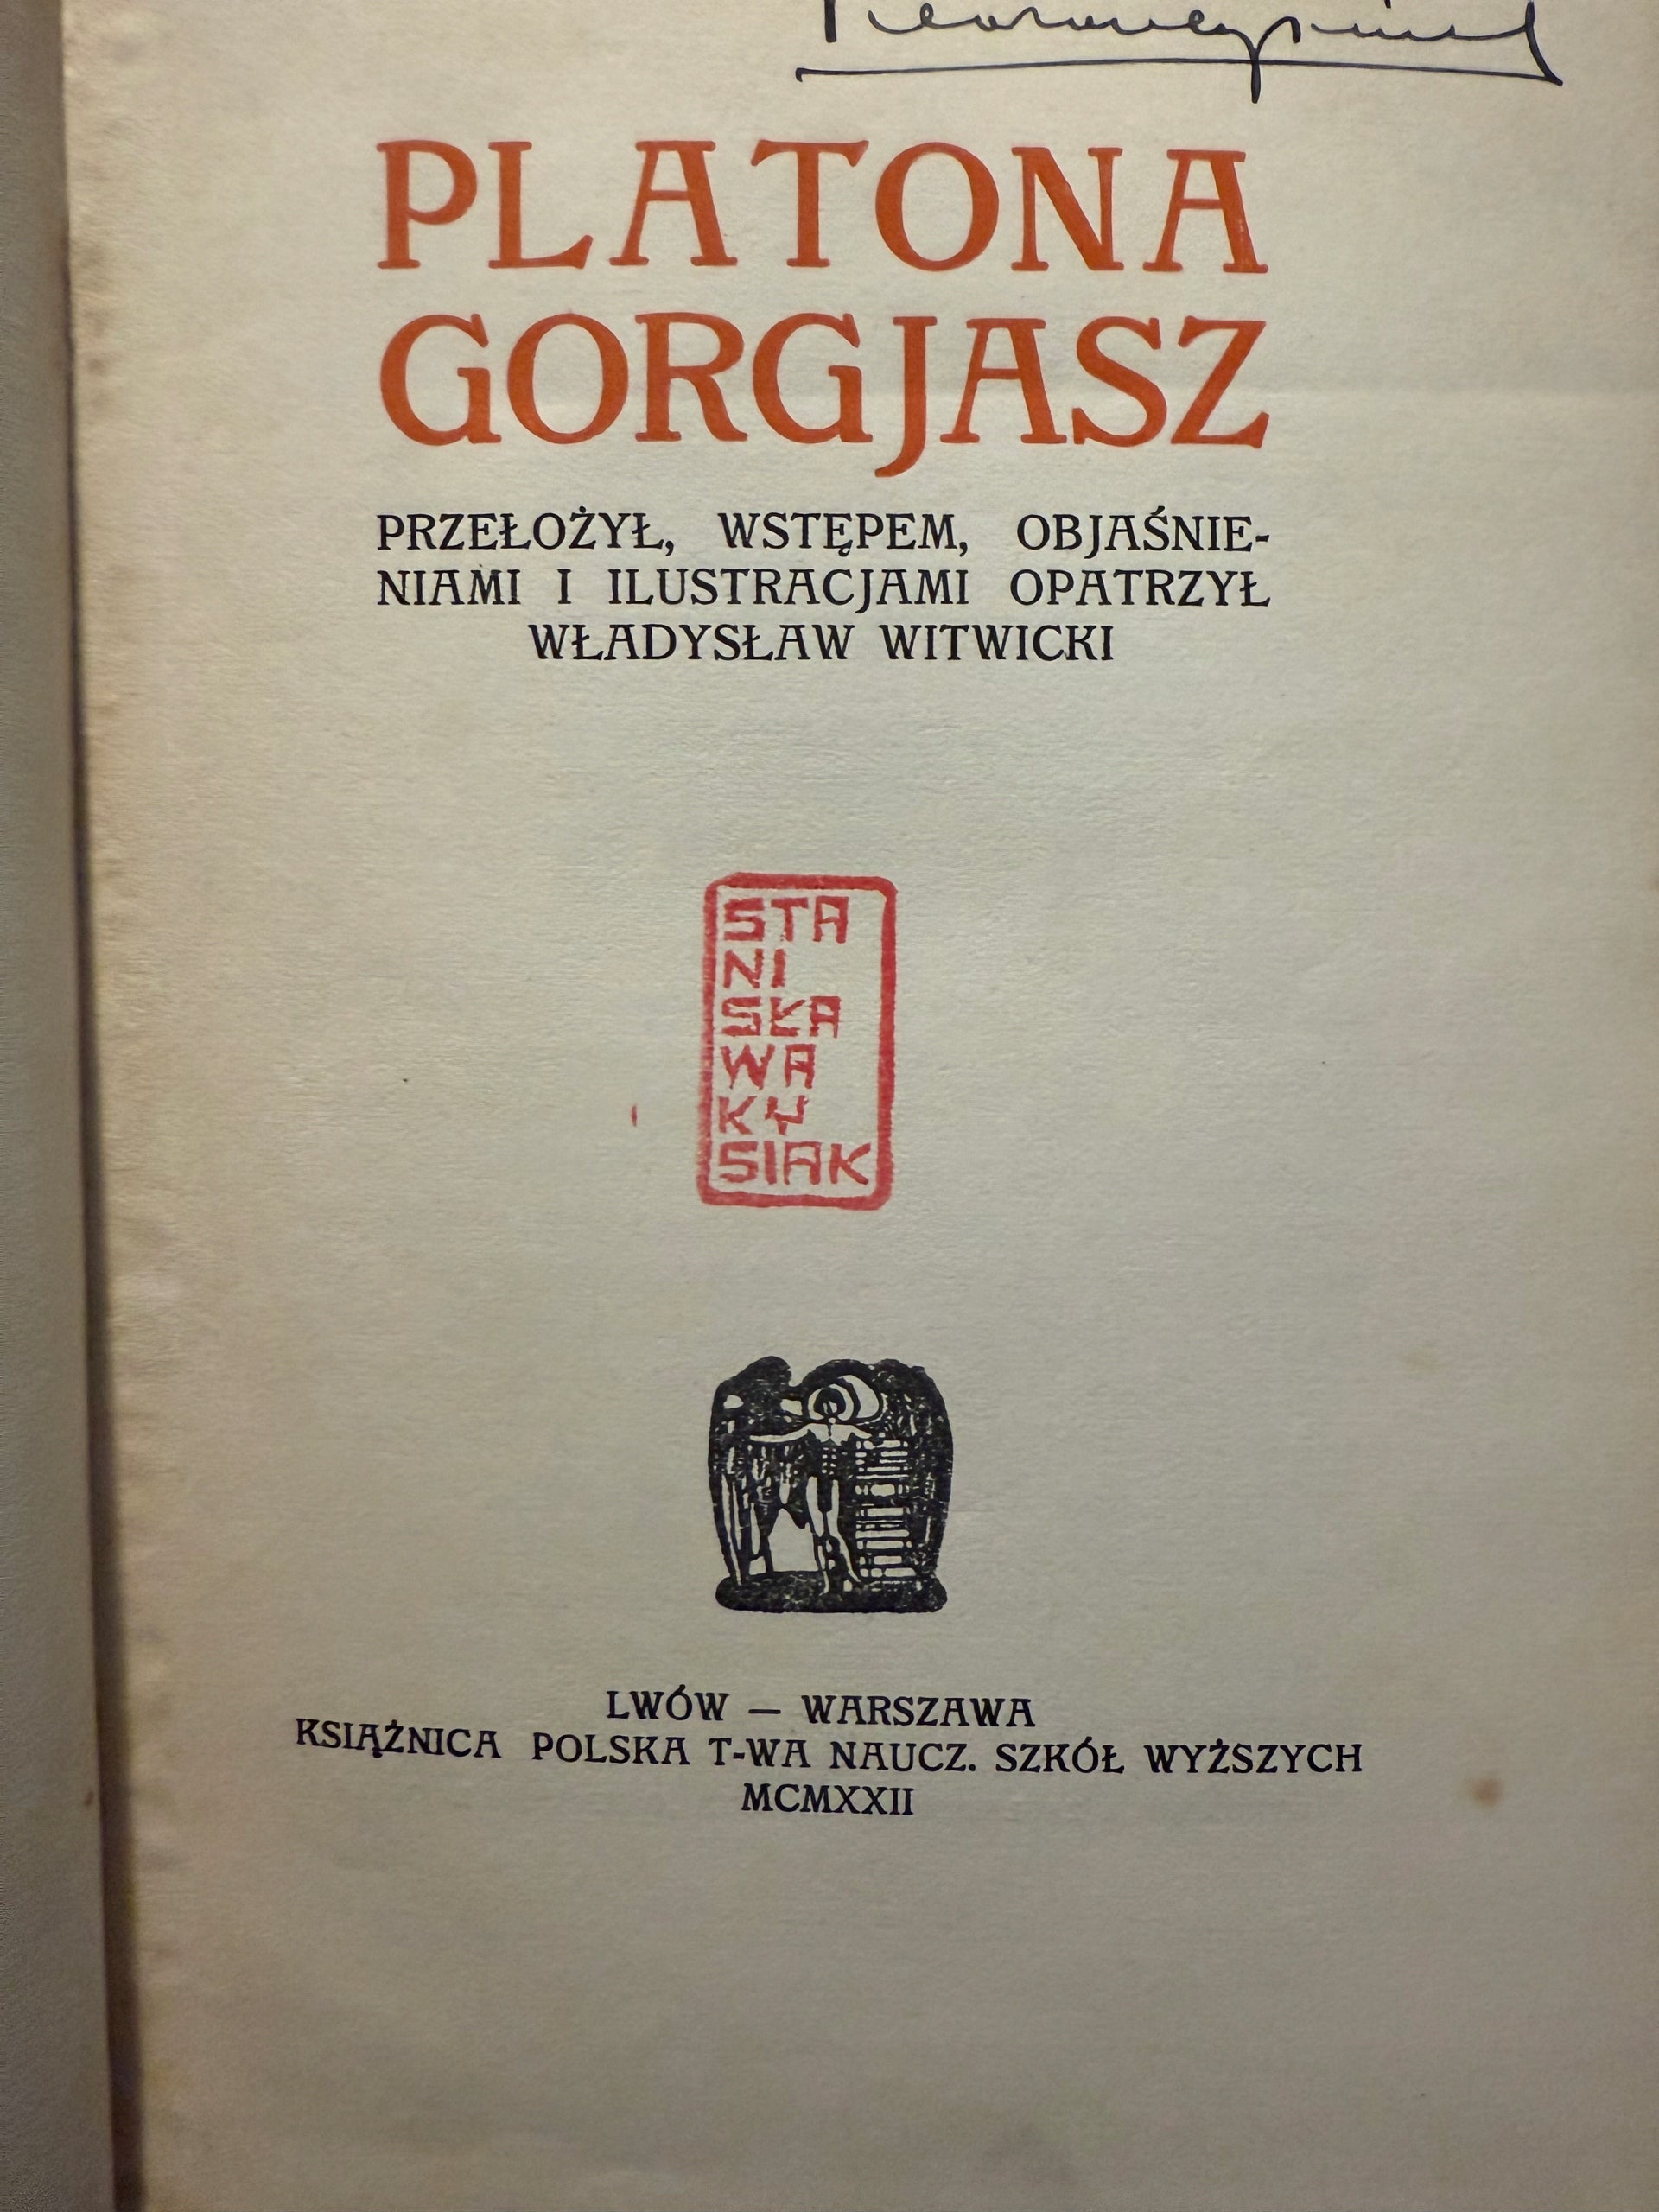 PLATONA
GORGJASZ
PRZEŁOŻYŁ, WSTĘPEM, OBJAŚNIE-
NIAMI I ILUSTRACJAMI OPATRZYŁ
WŁADYSŁAW WITWICKI
STA
NI
SŁA
WA
KY
SIAK
LWÓW — WARSZAWA
KSIĄŻNICA POLSKA T-WA NAUCZ. SZKÓŁ WYŻSZYCH
MCMXXII